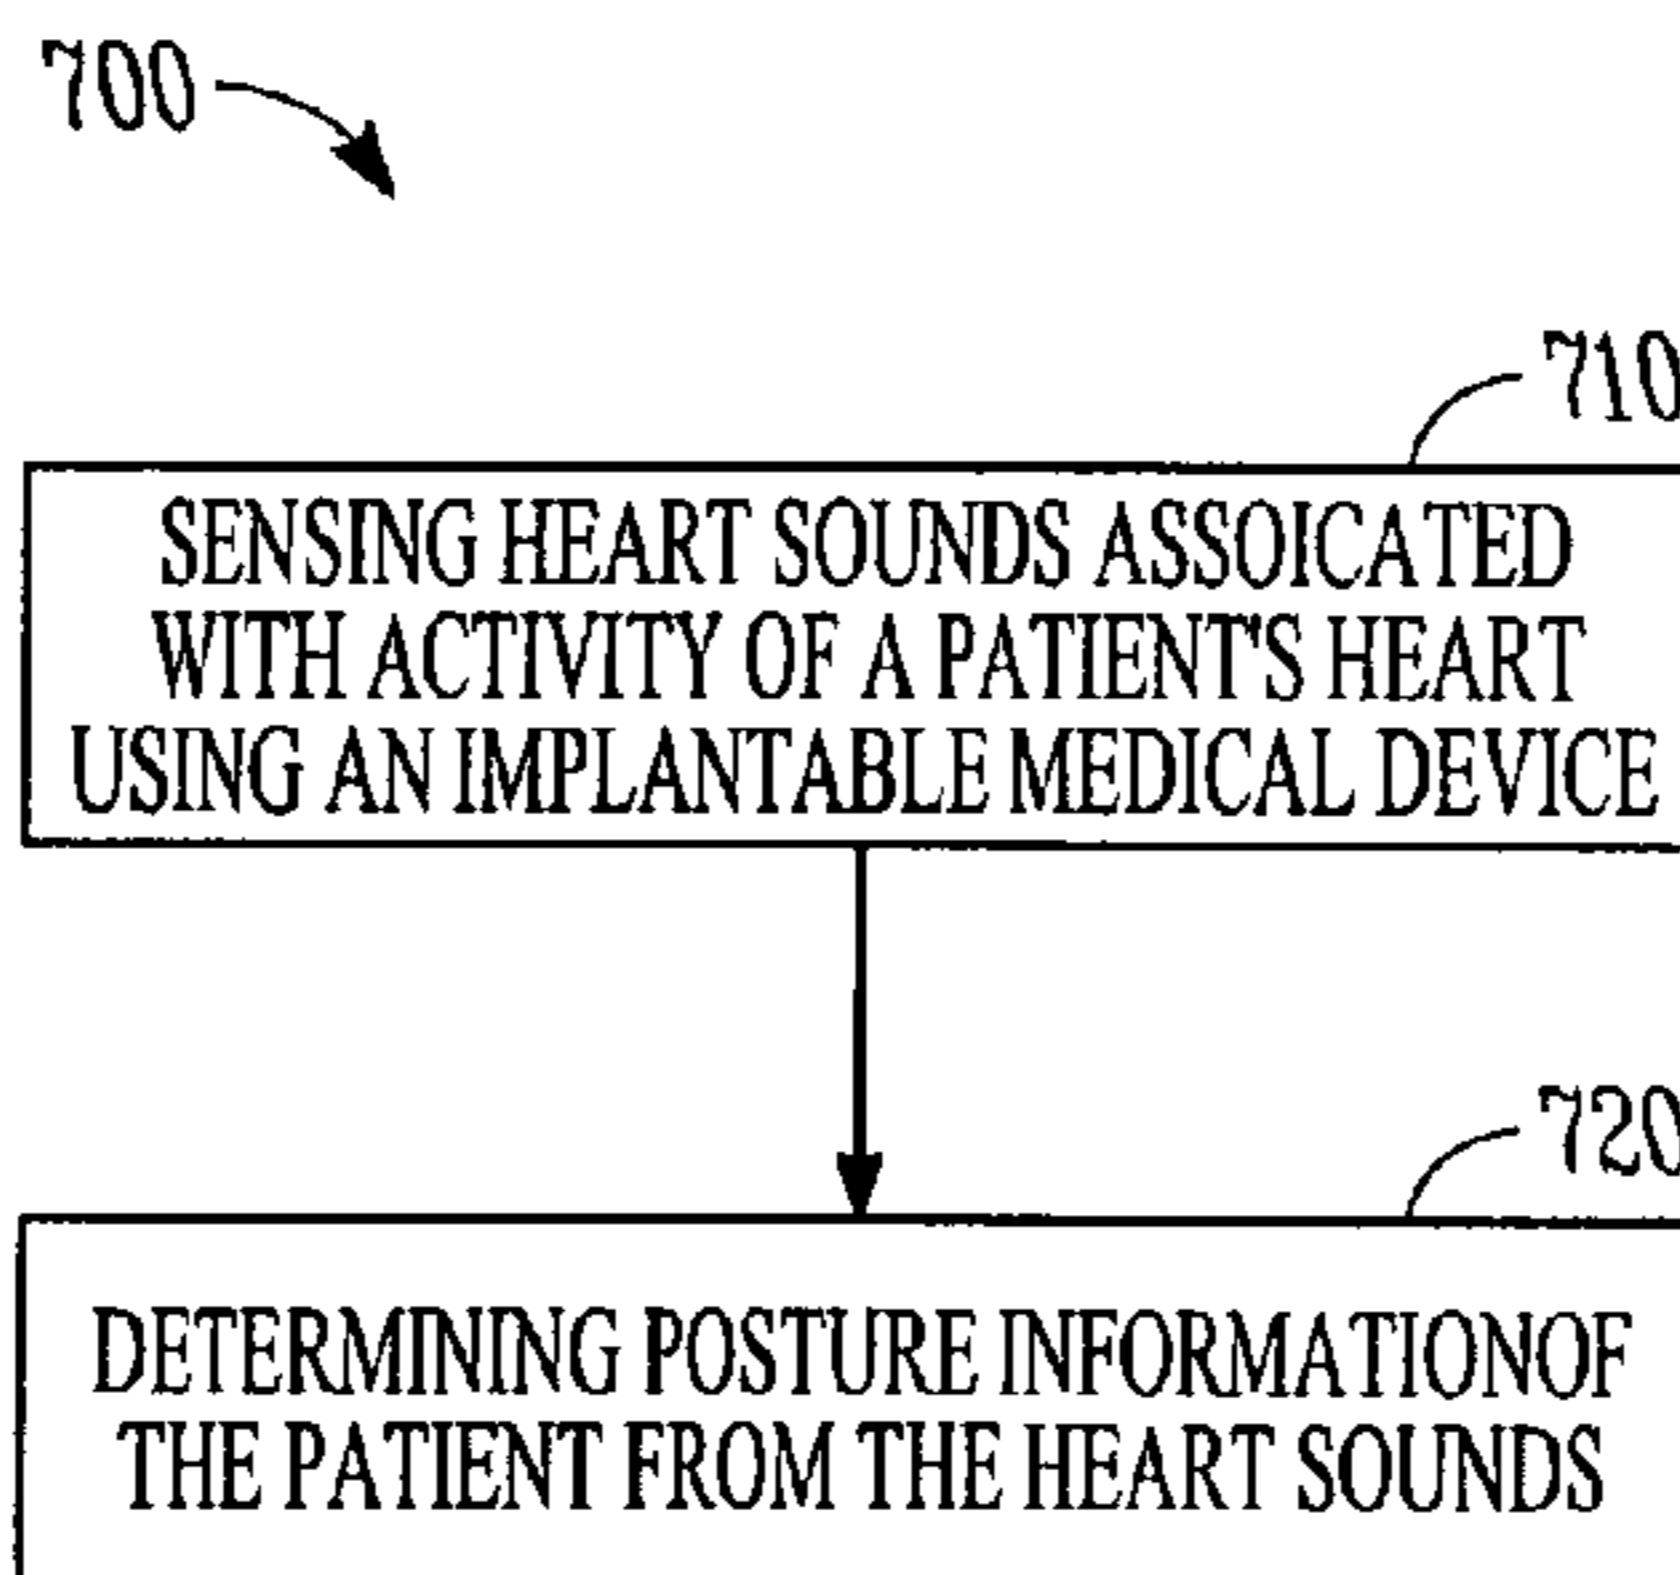 700
710
SENSING HEART SOUNDS ASSOICATED
WITH ACTIVITY OF A PATIENT'S HEART
USING AN IMPLANTABLE MEDICAL DEVICE
720
DETERMINING POSTURE INFORMATIONOF
THE PATIENT FROM THE HEART SOUNDS